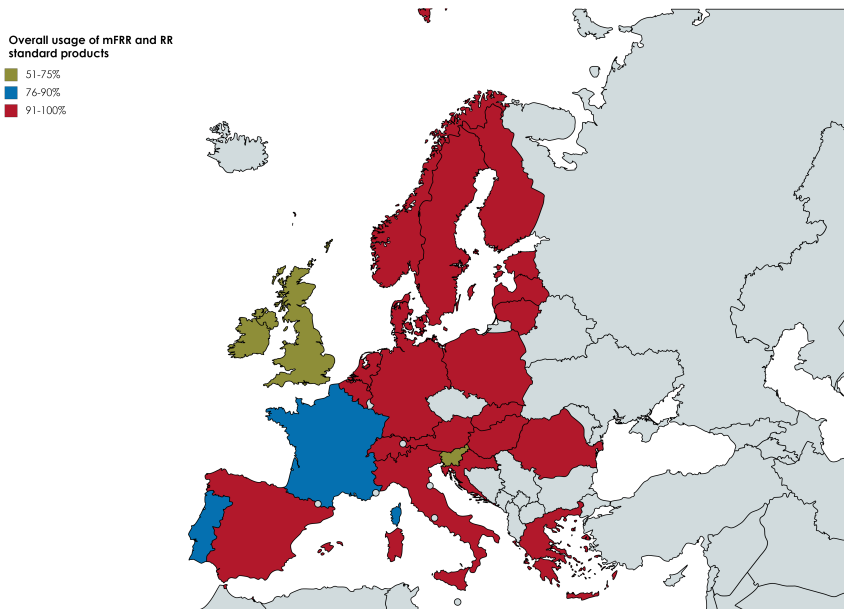 Overall usage of mFRR and RR
standard products
51-75%
76-90%
91-100%